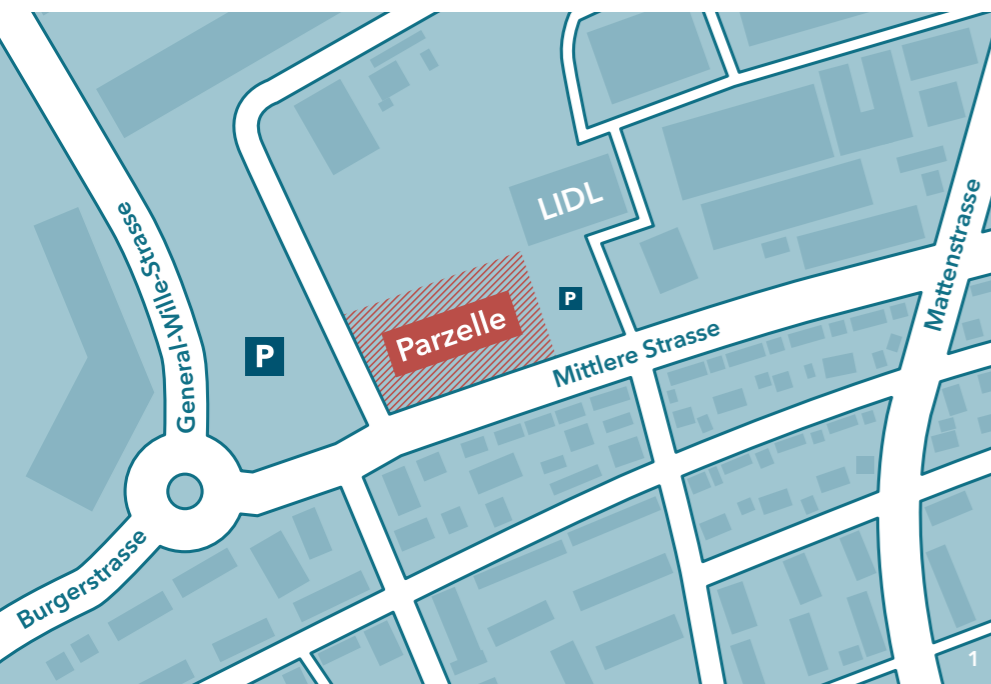 LIDL
Mattenstrasse
General-Wille-Strasse
P
Parzelle
Mittlere Strasse
P
Burgerstrasse
1